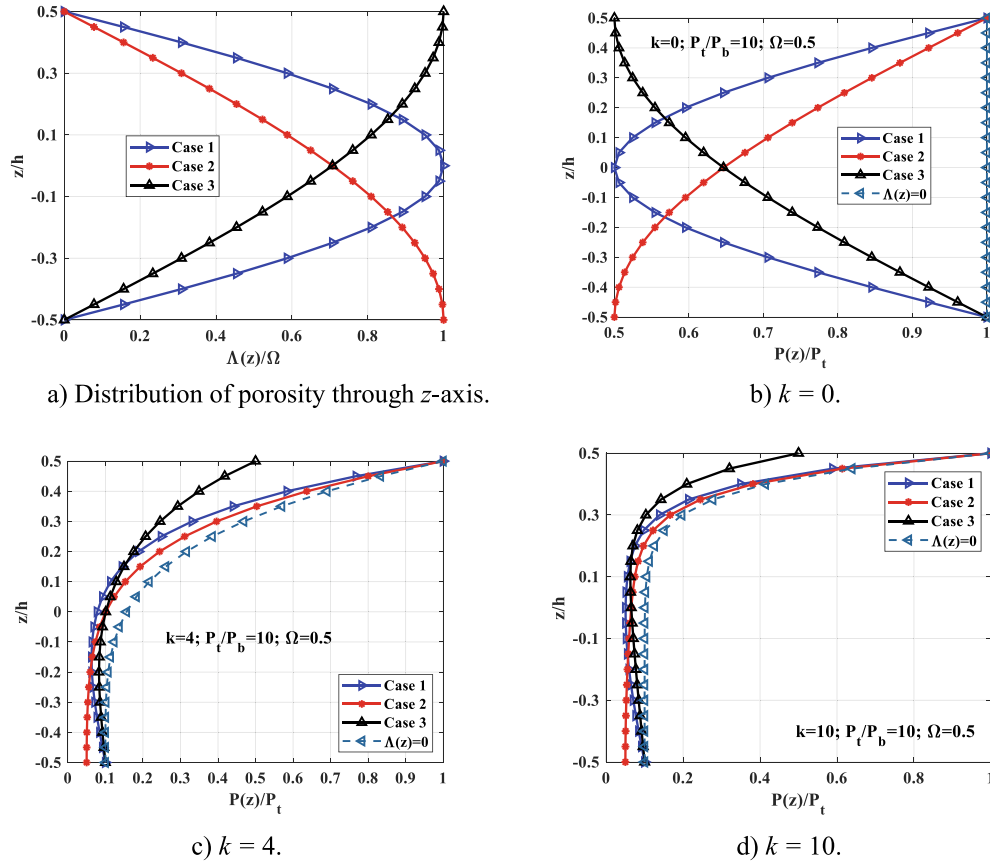 0.5
0.3
0.1
-0.1
-0.3
-0.5
z/h
Case 1
Case 2
Case 3
0 0.2 0.4 0.6 0.8 1
Λ(z)/Ω
a) Distribution of porosity through z-axis.
0.5
0.4
0.3
0.2
0.1
0
-0.1
-0.2
-0.3
-0.4
-0.5
z/h
k=0; Pt/Pb=10; Ω=0.5
Case 1
Case 2
Case 3
Λ(z)=0
0.5 0.6 0.7 0.8 0.9 1
P(z)/Pt
b) k = 0.
0.5
0.4
0.3
0.2
0.1
0
-0.1
-0.2
-0.3
-0.4
-0.5
z/h
k=4; Pt/Pb=10; Ω=0.5
Case 1
Case 2
Case 3
Λ(z)=0
0 0.1 0.2 0.3 0.4 0.5 0.6 0.7 0.8 0.9 1
P(z)/Pt
c) k = 4.
0.5
0.3
0.1
-0.1
-0.3
-0.5
z/h
Case 1
Case 2
Case 3
Λ(z)=0
k=10; Pt/Pb=10; Ω=0.5
0 0.2 0.4 0.6 0.8 1
P(z)/Pt
d) k = 10.